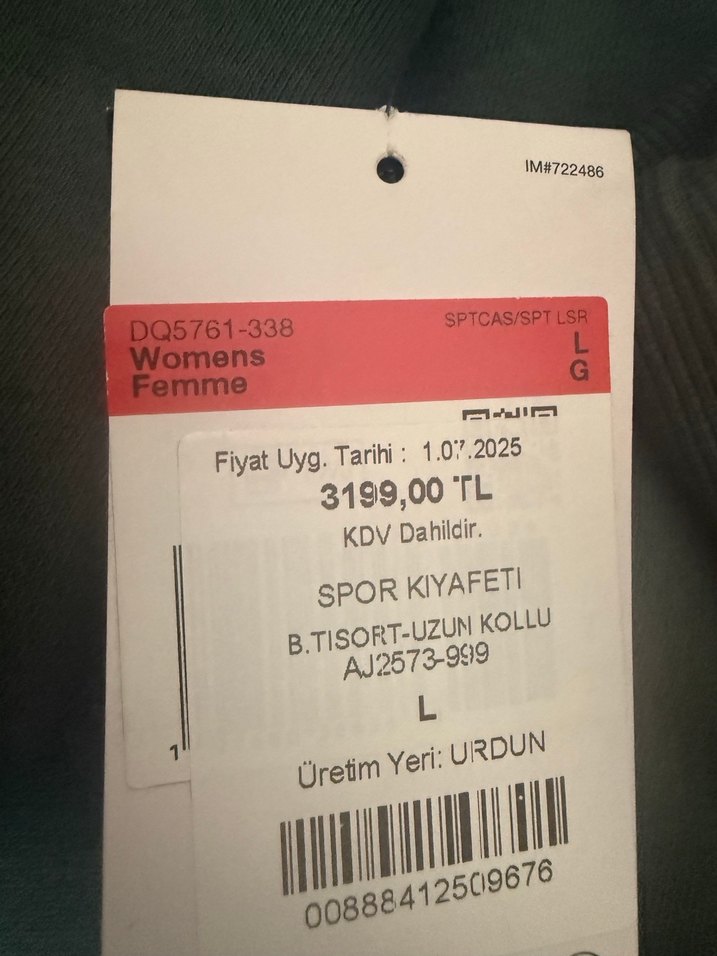 IM#722486
DQ5761-338
SPTCAS/SPT LSR
Womens
L
Femme
G
Fiyat Uyg. Tarihi : 1.07.2025
3199,00 TL
KDV Dahildir.
SPOR KIYAFETI
B.TISORT-UZUN KOLLU
AJ2573-999
L
1
Üretim Yeri: URDUN
00888412509676